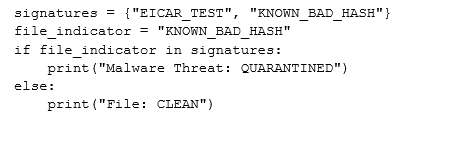 signatures = {"EICAR_TEST", "KNOWN_BAD_HASH"}
file_indicator = "KNOWN_BAD_HASH"
if file_indicator in signatures:
    print("Malware Threat: QUARANTINED")
else:
    print("File: CLEAN")